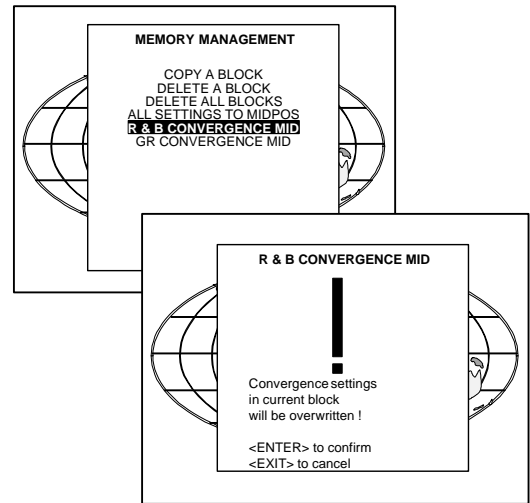 MEMORY MANAGEMENT
COPY A BLOCK
DELETE A BLOCK
DELETE ALL BLOCKS
ALL SETTINGS TO MIDPOS
R & B CONVERGENCE MID
GR CONVERGENCE MID
R & B CONVERGENCE MID
Convergence settings
in current block
will be overwritten !
<ENTER> to confirm
<EXIT> to cancel